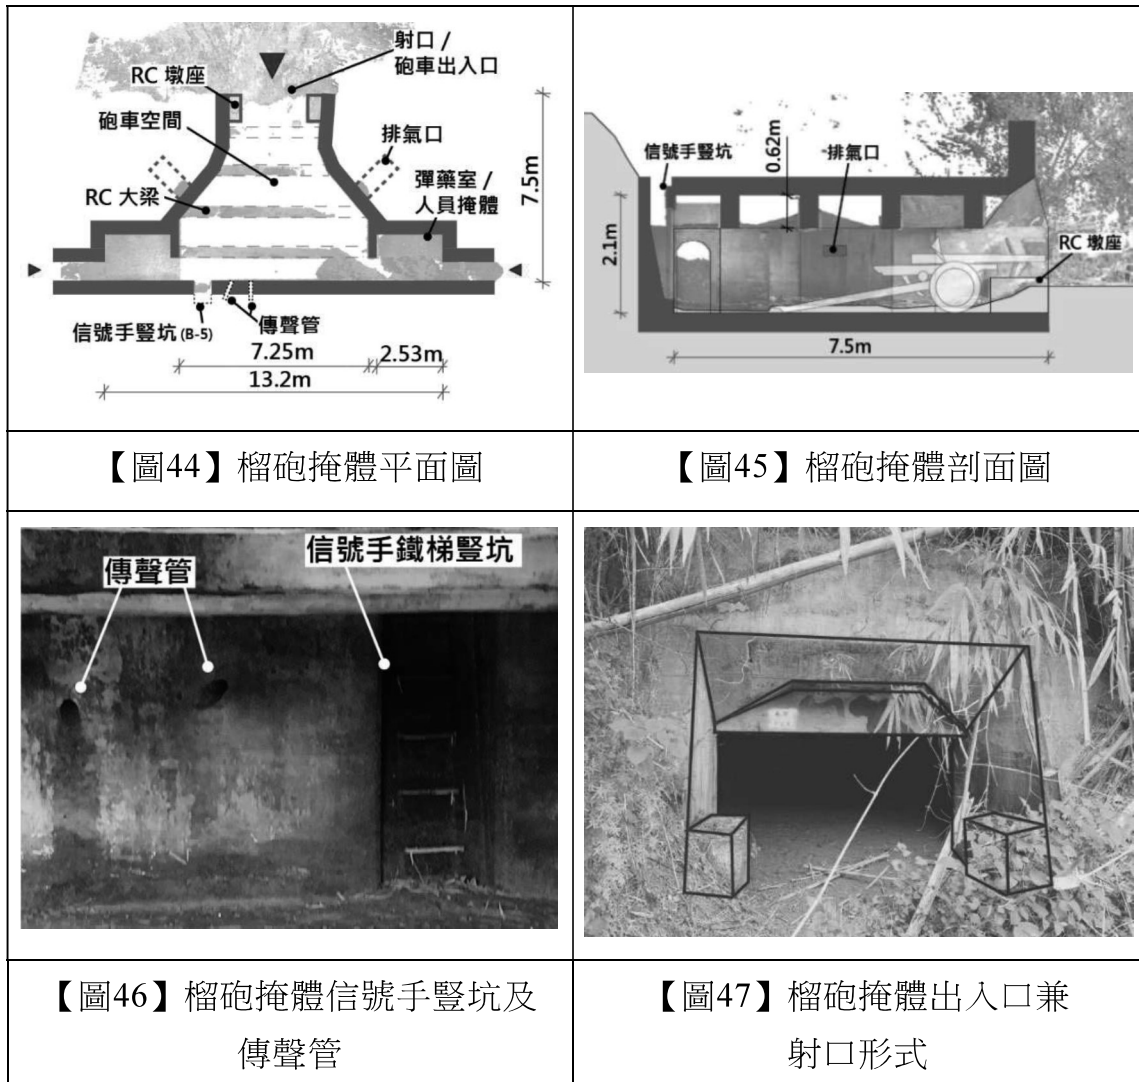 射口 /
砲車出入口
RC 墩座
砲車空間
排氣口
RC 大梁
彈藥室 /
人員掩體
7.5m
信號手豎坑 (B-5)
傳聲管
7.25m
2.53m
13.2m
信號手豎坑
0.62m
排氣口
2.1m
RC 墩座
7.5m
【圖44】榴砲掩體平面圖
【圖45】榴砲掩體剖面圖
傳聲管
信號手鐵梯豎坑
【圖46】榴砲掩體信號手豎坑及
傳聲管
【圖47】榴砲掩體出入口兼
射口形式